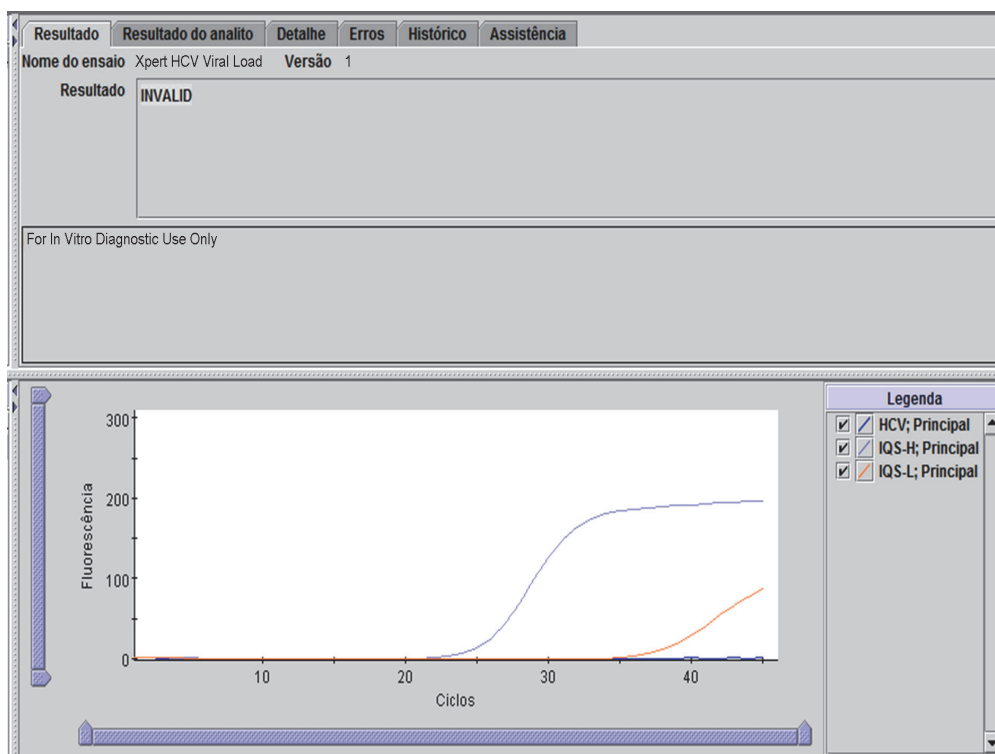 Resultado Resultado do analito Detalhe Erros Histórico Assistência
Nome do ensaio Xpert HCV Viral Load Versão 1
Resultado INVALID
For In Vitro Diagnostic Use Only
Legenda
HCV; Principal
IQS-H; Principal
IQS-L; Principal
Fluorescência
300
200
100
0
10 20 30 40
Ciclos